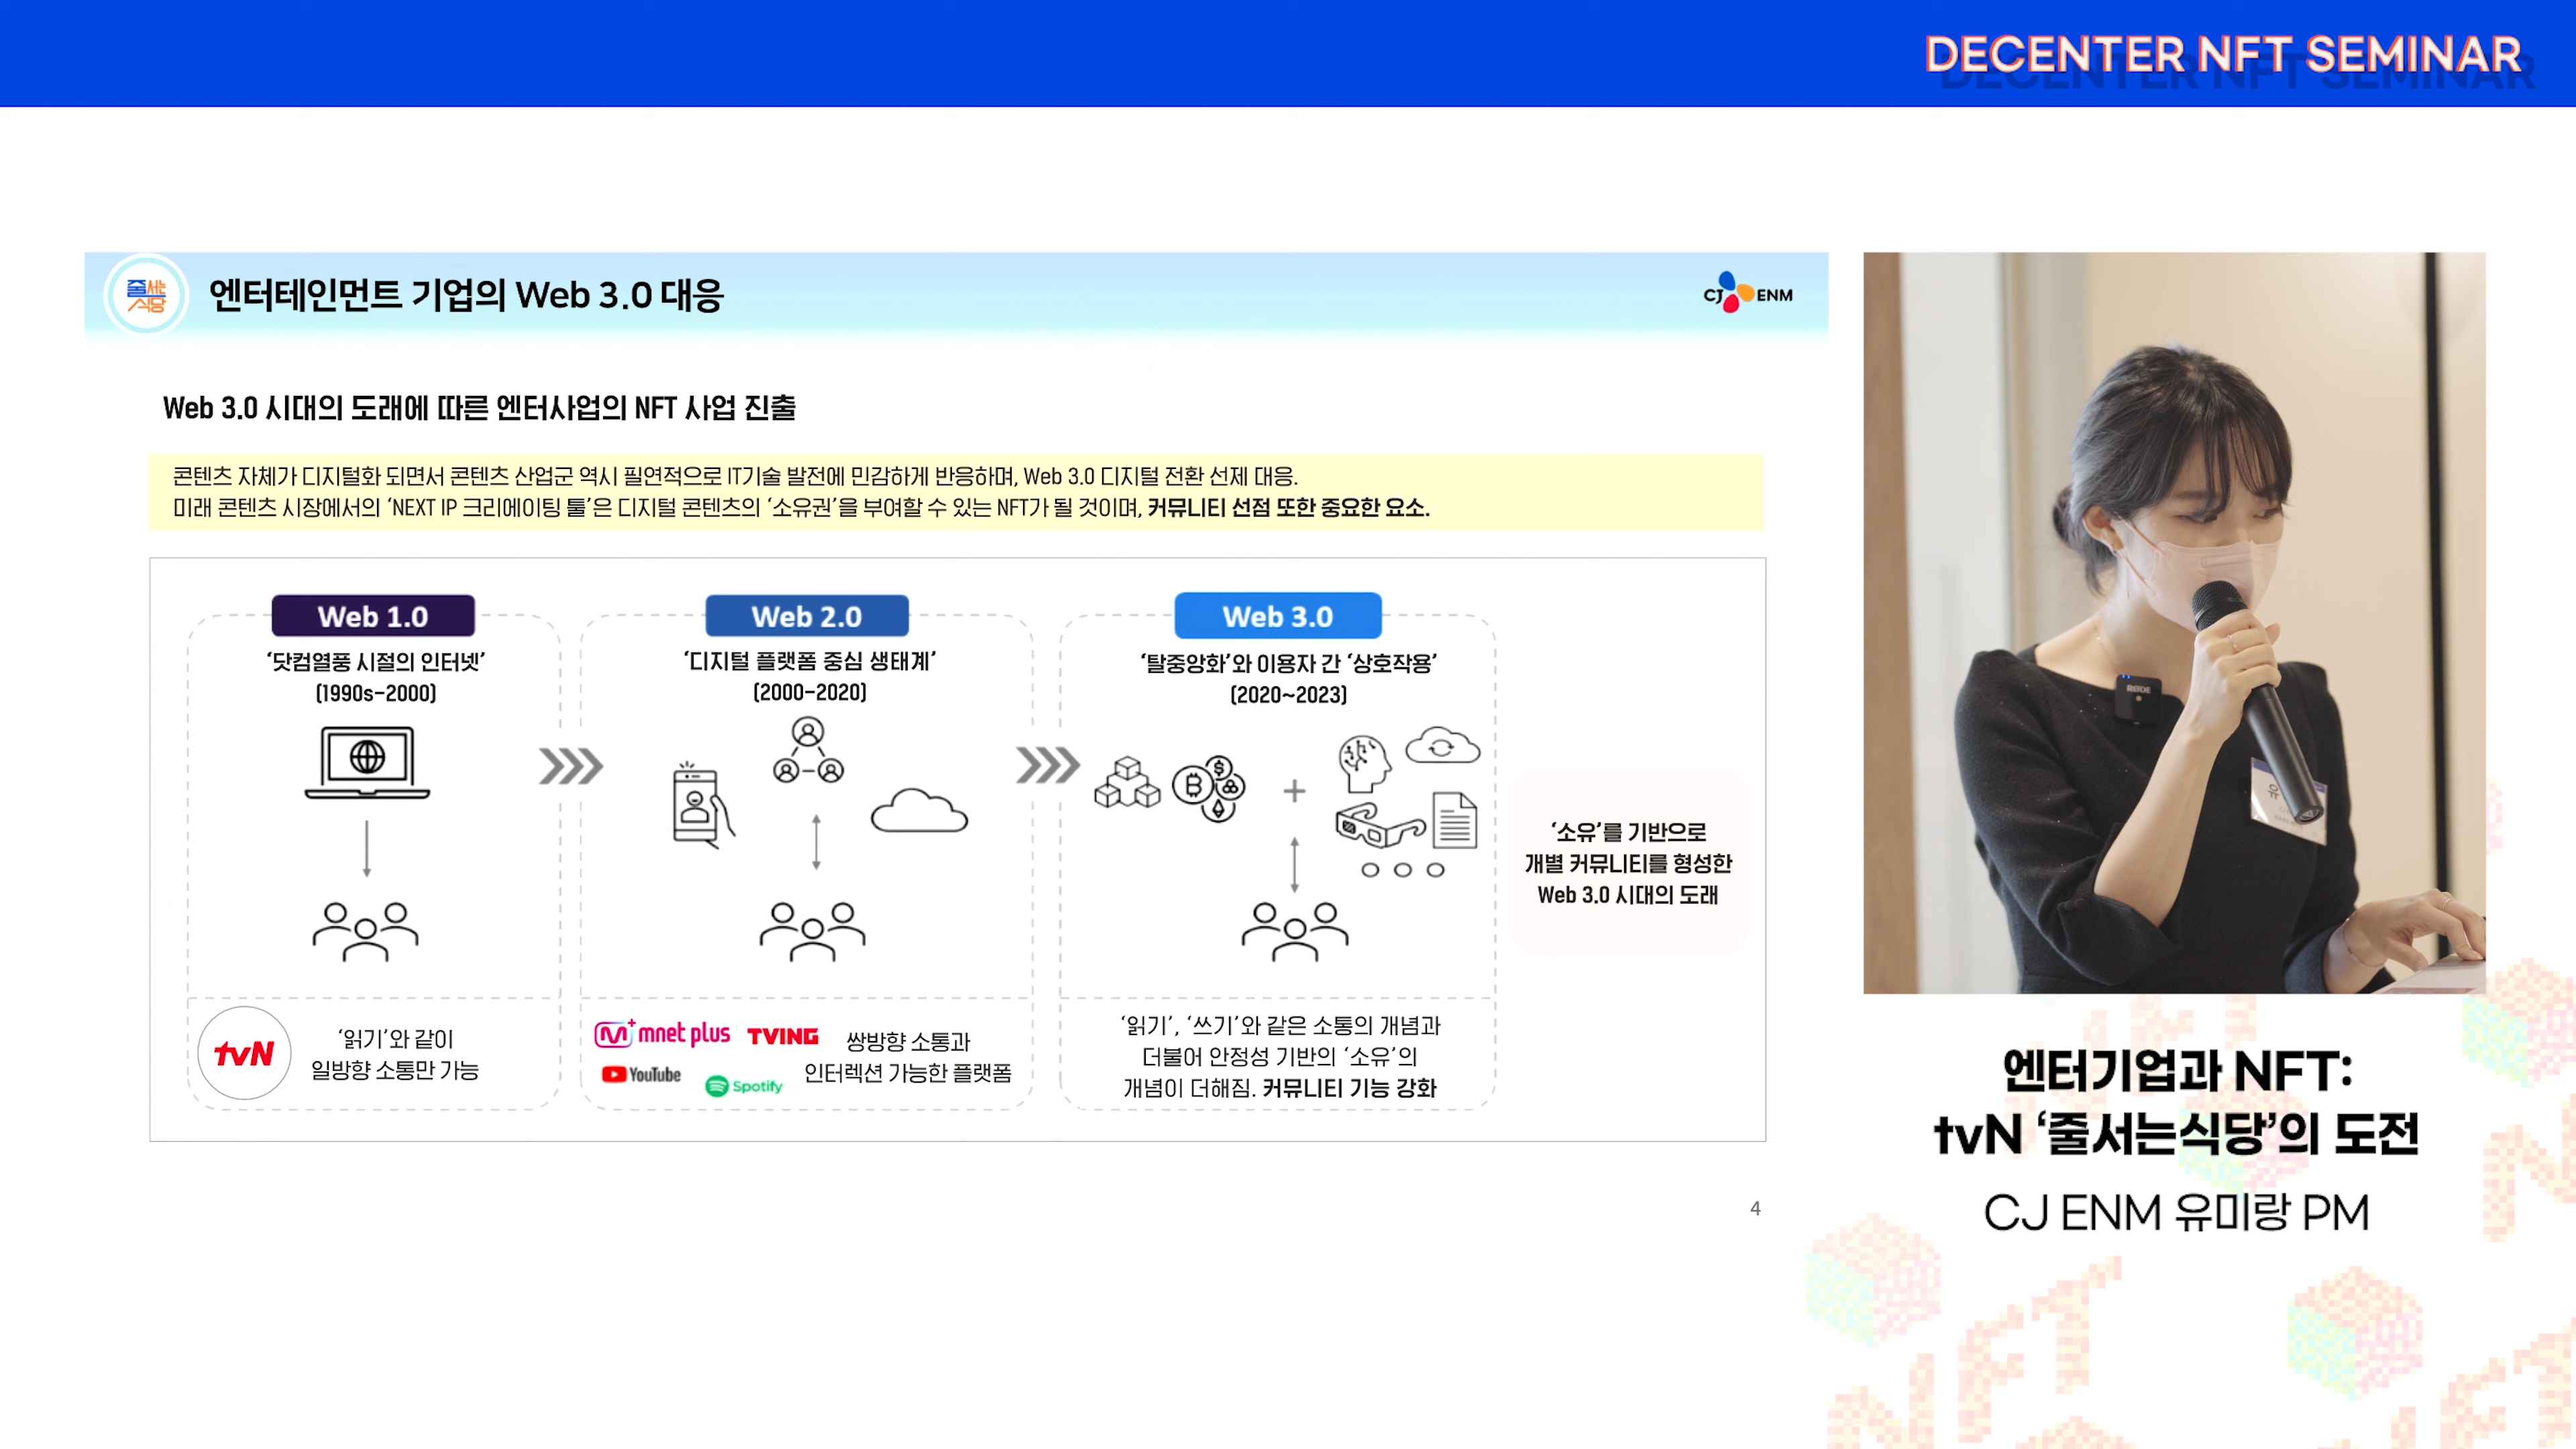 DECENTER NFT SEMINAR
줄서는
식당
엔터테인먼트 기업의 Web 3.0 대응
CJ ENM
Web 3.0 시대의 도래에 따른 엔터사업의 NFT 사업 진출
콘텐츠 자체가 디지털화 되면서 콘텐츠 산업군 역시 필연적으로 IT기술 발전에 민감하게 반응하며, Web 3.0 디지털 전환 선제 대응.
미래 콘텐츠 시장에서의 ‘NEXT IP 크리에이팅 툴’은 디지털 콘텐츠의 ‘소유권’을 부여할 수 있는 NFT가 될 것이며, 커뮤니티 선점 또한 중요한 요소.
Web 1.0
‘닷컴열풍 시절의 인터넷’
(1990s-2000)
tvN
‘읽기’와 같이
일방향 소통만 가능
Web 2.0
‘디지털 플랫폼 중심 생태계’
(2000-2020)
mnet plus
TVING
YouTube
Spotify
쌍방향 소통과
인터렉션 가능한 플랫폼
Web 3.0
‘탈중앙화’와 이용자 간 ‘상호작용’
(2020~2023)
‘읽기’, ‘쓰기’와 같은 소통의 개념과
더불어 안정성 기반의 ‘소유’의
개념이 더해짐. 커뮤니티 기능 강화
‘소유’를 기반으로
개별 커뮤니티를 형성한
Web 3.0 시대의 도래
4
RØDE
유
엔터기업과 NFT:
tvN ‘줄서는식당’의 도전
CJ ENM 유미랑 PM
NFT
NFT